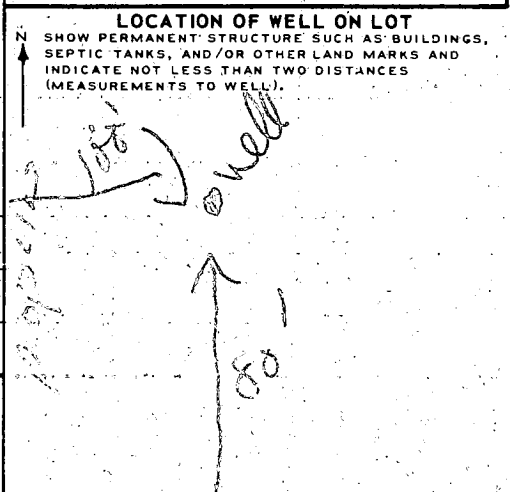 LOCATION OF WELL ON LOT
N
SHOW PERMANENT STRUCTURE SUCH AS BUILDINGS,
SEPTIC TANKS, AND/OR OTHER LAND MARKS AND
INDICATE NOT LESS THAN TWO DISTANCES
(MEASUREMENTS TO WELL).
well
80'